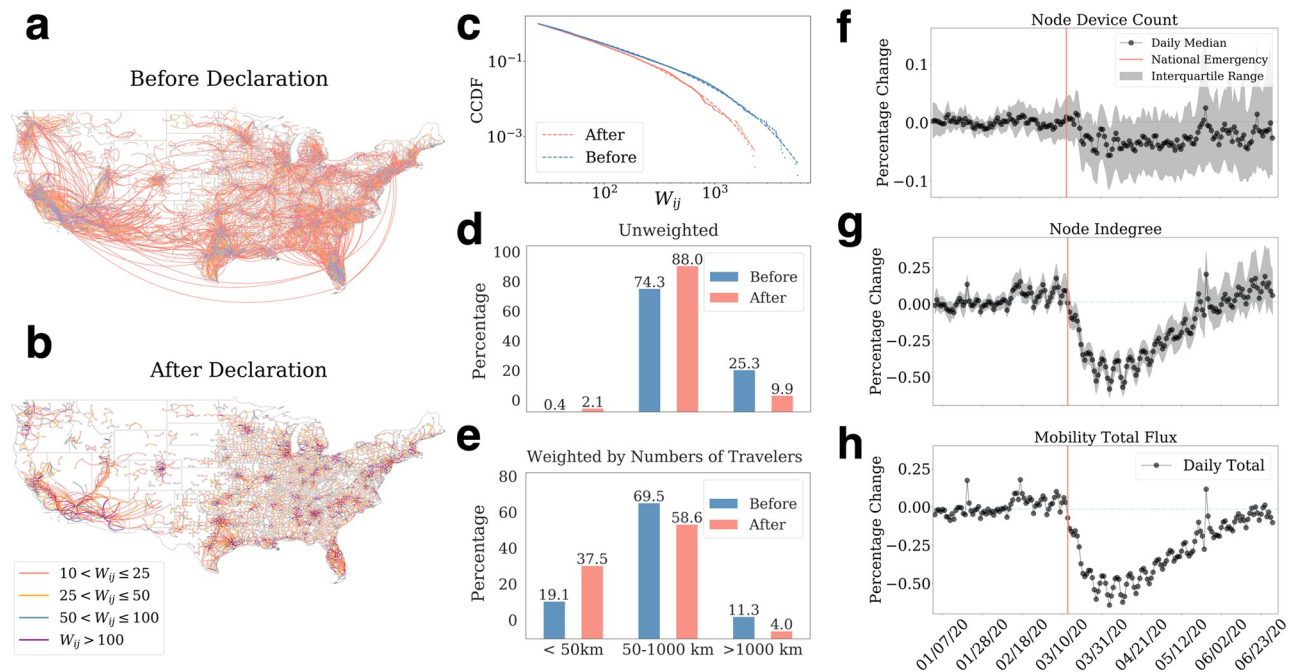 a
Before Declaration
b
After Declaration
10 < W_ij ≤ 25
25 < W_ij ≤ 50
50 < W_ij ≤ 100
W_ij > 100
c
CCDF
10^−1
10^−3
After
Before
10^2
10^3
W_ij
d
Unweighted
Percentage
100
80
60
40
20
0
0.4
2.1
74.3
88.0
25.3
9.9
Before
After
e
Weighted by Numbers of Travelers
Percentage
80
60
40
20
0
19.1
37.5
69.5
58.6
11.3
4.0
Before
After
< 50km
50-1000 km
>1000 km
f
Node Device Count
Percentage Change
0.1
0.0
−0.1
Daily Median
National Emergency
Interquartile Range
g
Node Indegree
Percentage Change
0.25
0.00
−0.25
−0.50
h
Mobility Total Flux
Percentage Change
0.25
0.00
−0.25
−0.50
Daily Total
01/07/20
01/28/20
02/18/20
03/10/20
03/31/20
04/21/20
05/12/20
06/02/20
06/23/20